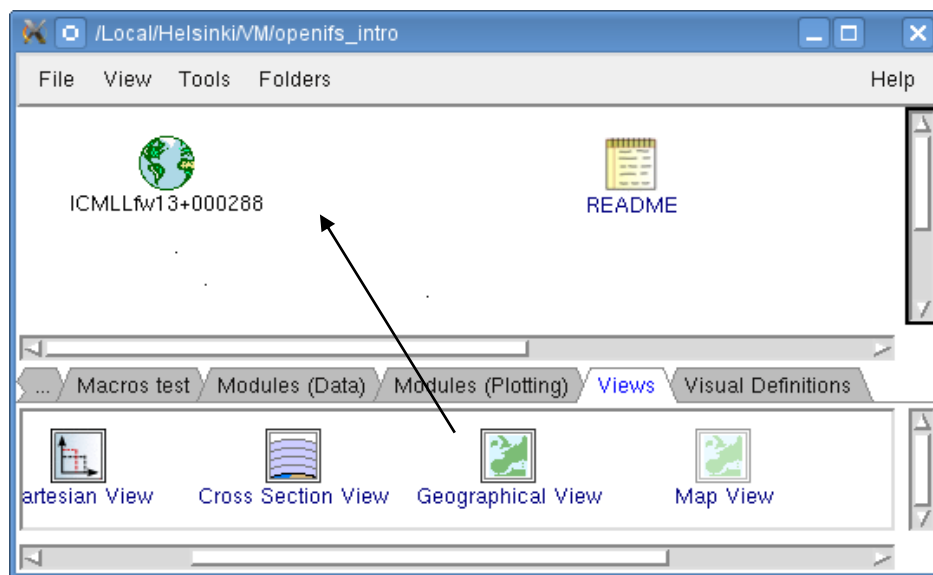 /Local/Helsinki/VM/openifs_intro
File View Tools Folders Help
ICMLLfw13+000288 README
... Macros test Modules (Data) Modules (Plotting) Views Visual Definitions
artesian View Cross Section View Geographical View Map View